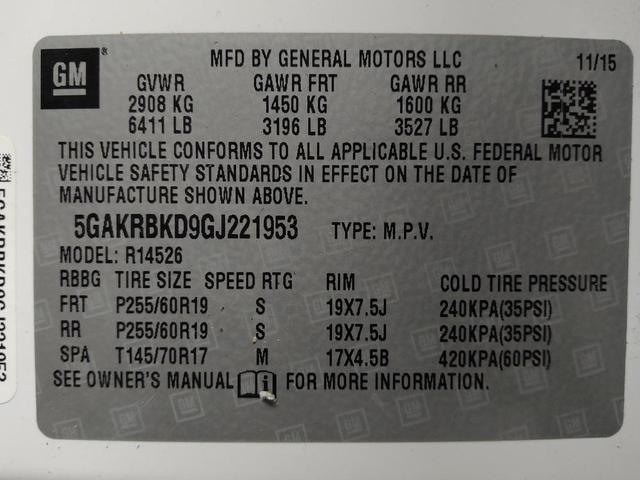 GM ® MFD BY GENERAL MOTORS LLC 11/15
GVWR GAWR FRT GAWR RR
2908 KG 1450 KG 1600 KG
6411 LB 3196 LB 3527 LB
THIS VEHICLE CONFORMS TO ALL APPLICABLE U.S. FEDERAL MOTOR
VEHICLE SAFETY STANDARDS IN EFFECT ON THE DATE OF
MANUFACTURE SHOWN ABOVE.
5GAKRBKD9GJ221953 TYPE: M.P.V.
MODEL: R14526
RBBG TIRE SIZE SPEED RTG RIM COLD TIRE PRESSURE
FRT P255/60R19 S 19X7.5J 240KPA(35PSI)
RR P255/60R19 S 19X7.5J 240KPA(35PSI)
SPA T145/70R17 M 17X4.5B 420KPA(60PSI)
SEE OWNER'S MANUAL FOR MORE INFORMATION.